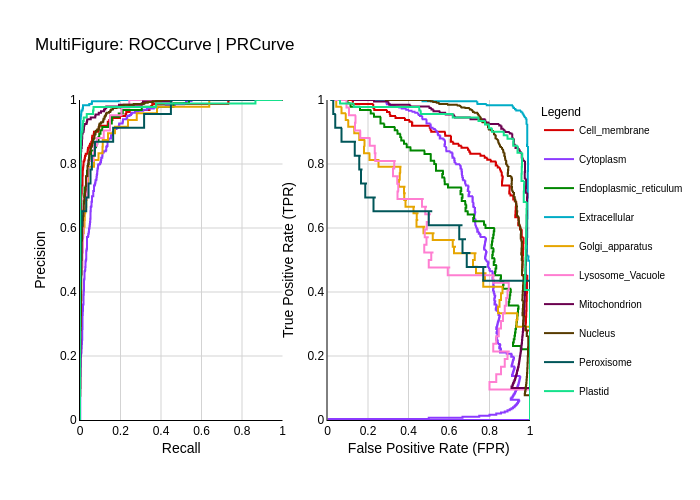 MultiFigure: ROCCurve | PRCurve
Precision
1
0.8
0.6
0.4
0.2
0
0 0.2 0.4 0.6 0.8 1
Recall
True Positive Rate (TPR)
1
0.8
0.6
0.4
0.2
0
0 0.2 0.4 0.6 0.8 1
False Positive Rate (FPR)
Legend
Cell_membrane
Cytoplasm
Endoplasmic_reticulum
Extracellular
Golgi_apparatus
Lysosome_Vacuole
Mitochondrion
Nucleus
Peroxisome
Plastid